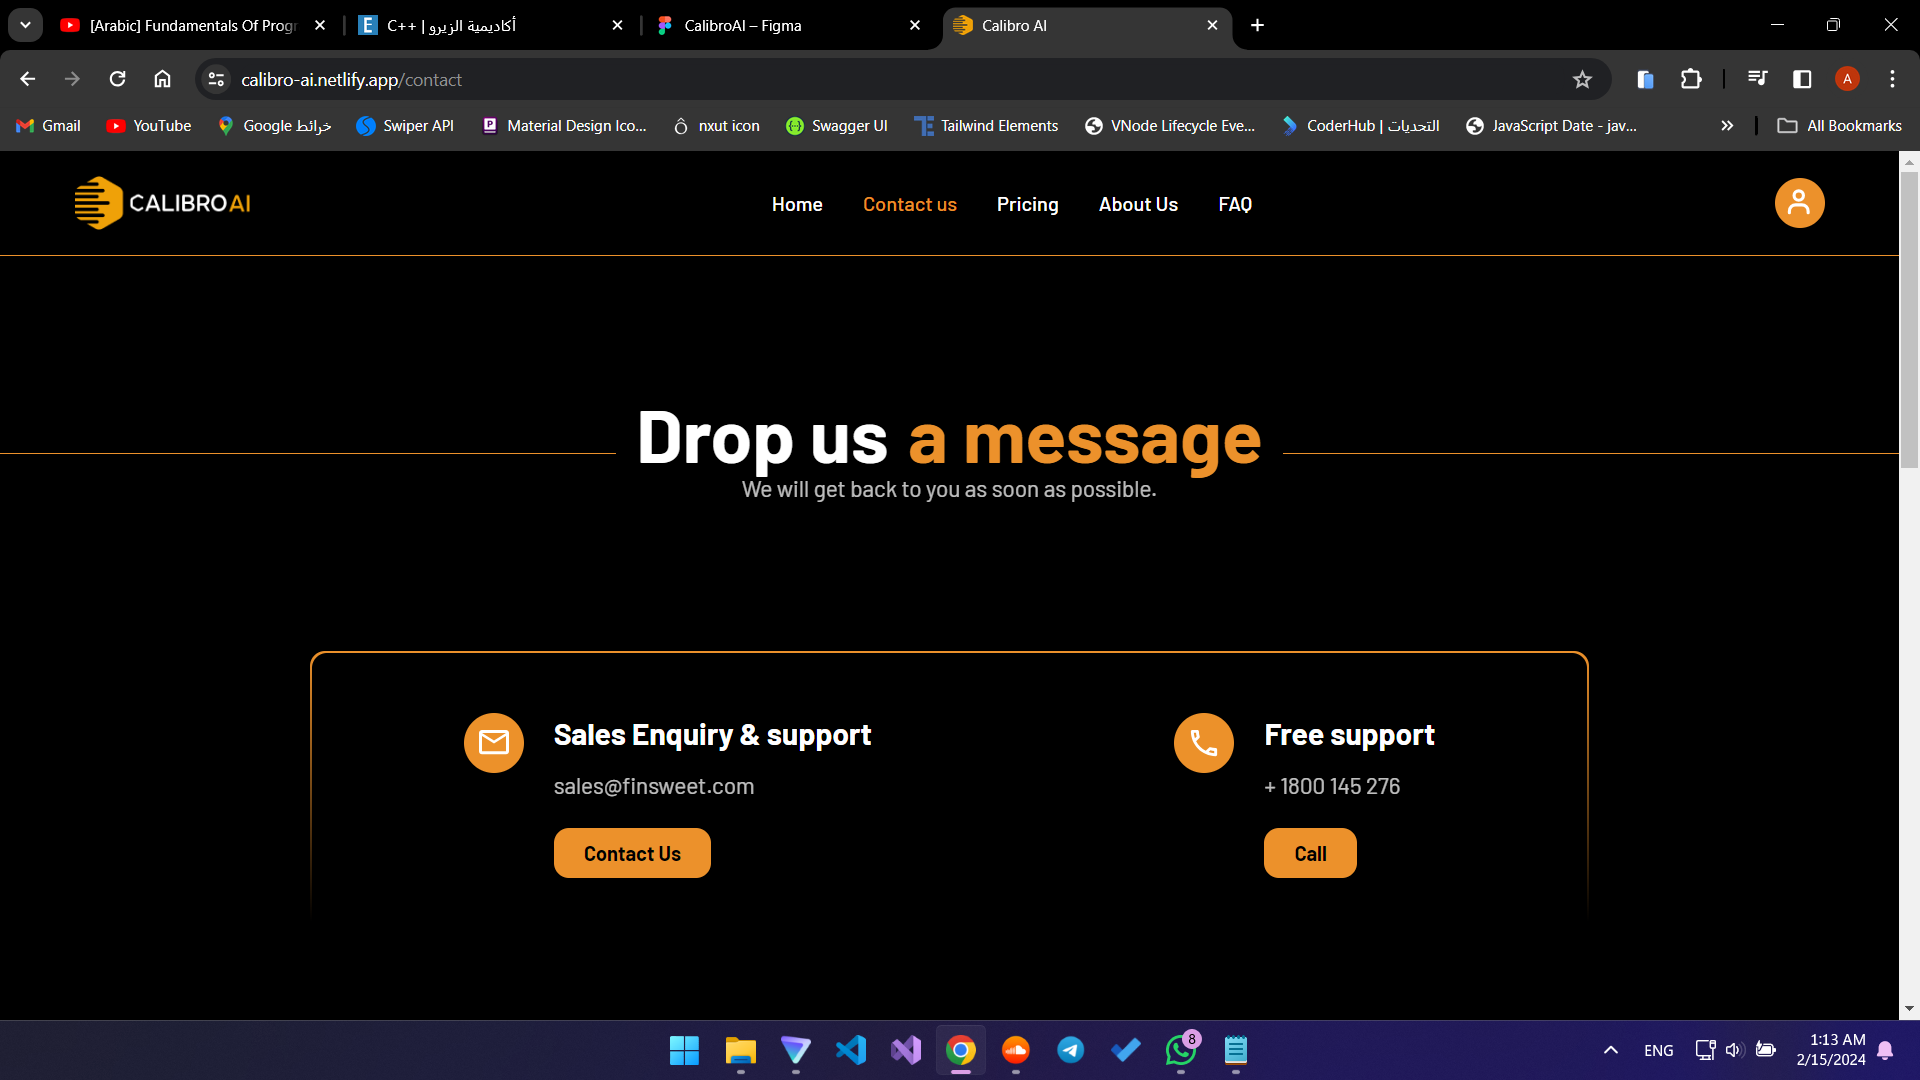 [Arabic] Fundamentals Of Progr
C++ | أكاديمية الزيرو
CalibroAI – Figma
Calibro AI
calibro-ai.netlify.app/contact
A
Gmail
YouTube
خرائط Google
Swiper API
Material Design Ico...
nxut icon
Swagger UI
Tailwind Elements
VNode Lifecycle Eve...
CoderHub | التحديات
JavaScript Date - jav...
All Bookmarks
CALIBROAI
Home
Contact us
Pricing
About Us
FAQ
Drop us a message
We will get back to you as soon as possible.
Sales Enquiry & support
sales@finsweet.com
Contact Us
Free support
+ 1800 145 276
Call
8
ENG
1:13 AM
2/15/2024